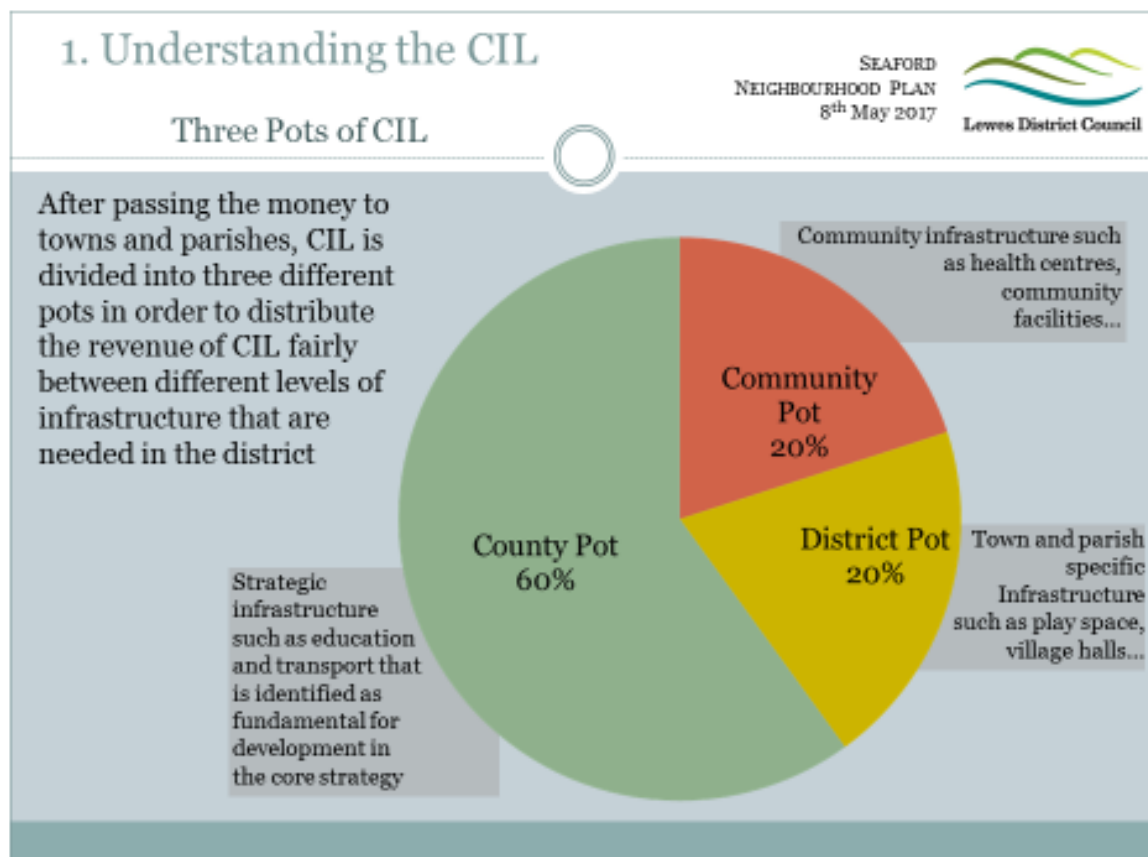 1. Understanding the CIL
Three Pots of CIL
SEAFORD
NEIGHBOURHOOD PLAN
8th May 2017
Lewes District Council
After passing the money to
towns and parishes, CIL is
divided into three different
pots in order to distribute
the revenue of CIL fairly
between different levels of
infrastructure that are
needed in the district
Community infrastructure such
as health centres,
community
facilities...
Community
Pot
20%
District Pot
20%
Town and parish
specific
Infrastructure
such as play space,
village halls...
County Pot
60%
Strategic
infrastructure
such as education
and transport that
is identified as
fundamental for
development in
the core strategy